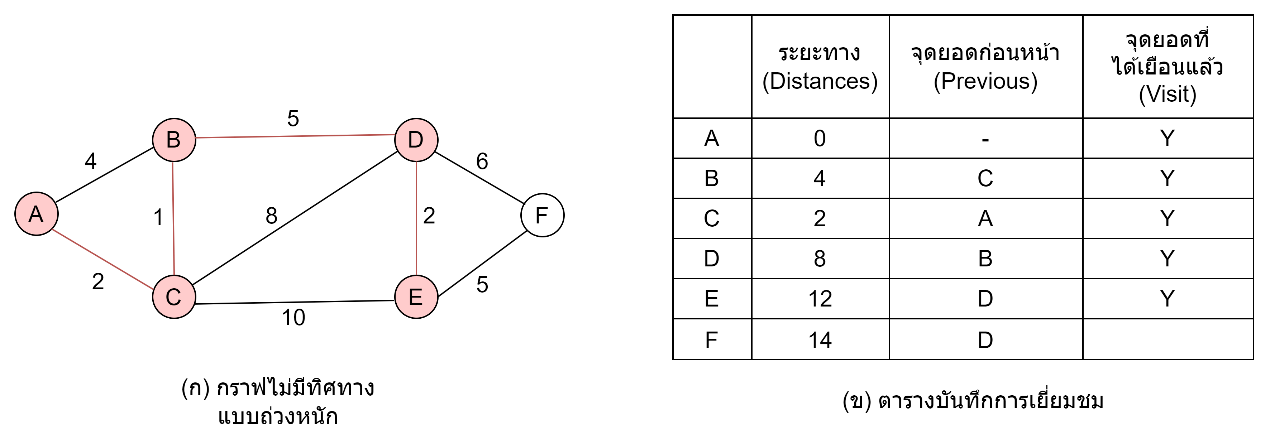 ระยะทาง
(Distances)
จุดยอดก่อนหน้า
(Previous)
จุดยอดที่
ได้เยือนแล้ว
(Visit)
A 0 - Y
B 4 C Y
C 2 A Y
D 8 B Y
E 12 D Y
F 14 D
B
5
D
4
6
A
1
8
2
F
2
C
10
E
5
(ก) กราฟไม่มีทิศทาง
แบบถ่วงหนัก
(ข) ตารางบันทึกการเยี่ยมชม